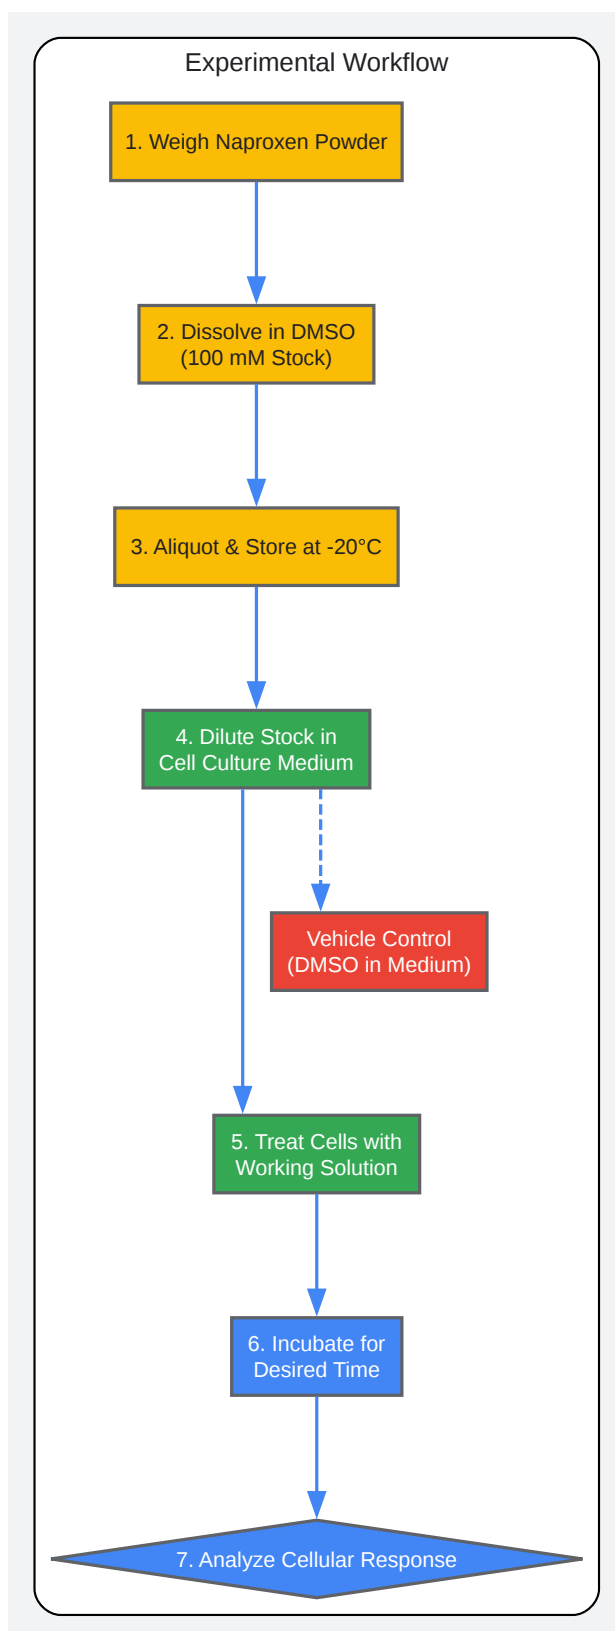 Experimental Workflow
1. Weigh Naproxen Powder
2. Dissolve in DMSO
(100 mM Stock)
3. Aliquot & Store at -20°C
4. Dilute Stock in
Cell Culture Medium
Vehicle Control
(DMSO in Medium)
5. Treat Cells with
Working Solution
6. Incubate for
Desired Time
7. Analyze Cellular Response